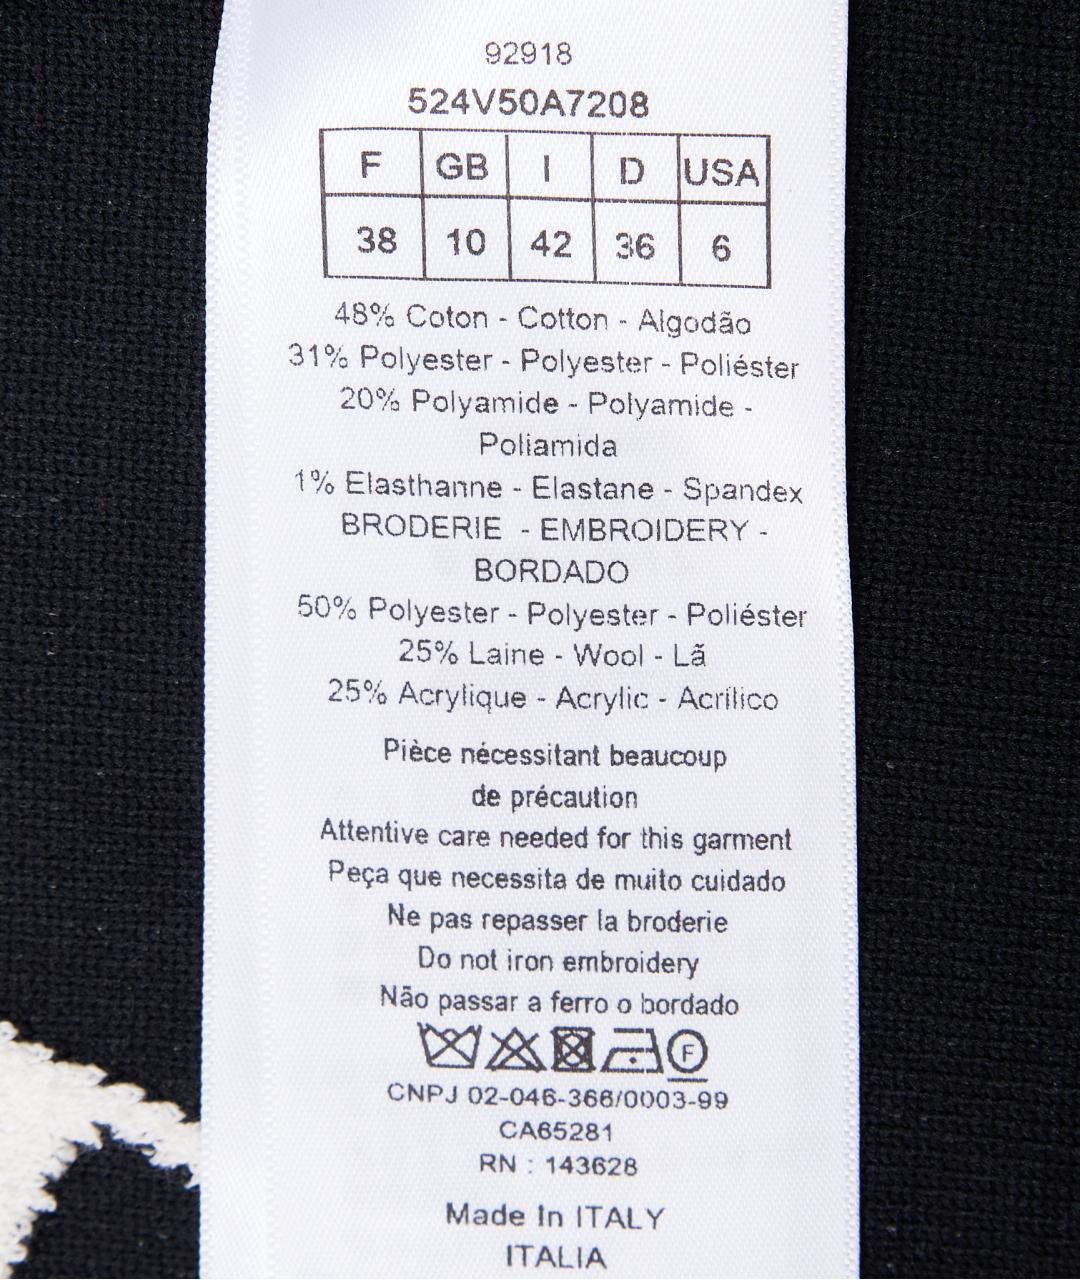 92918
524V50A7208
F GB I D USA
38 10 42 36 6
48% Coton - Cotton - Algodão
31% Polyester - Polyester - Poliéster
20% Polyamide - Polyamide -
Poliamida
1% Elasthanne - Elastane - Spandex
BRODERIE - EMBROIDERY -
BORDADO
50% Polyester - Polyester - Poliéster
25% Laine - Wool - Lã
25% Acrylique - Acrylic - Acrílico
Pièce nécessitant beaucoup
de précaution
Attentive care needed for this garment
Peça que necessita de muito cuidado
Ne pas repasser la broderie
Do not iron embroidery
Não passar a ferro o bordado
F
CNPJ 02-046-366/0003-99
CA65281
RN : 143628
Made In ITALY
ITALIA